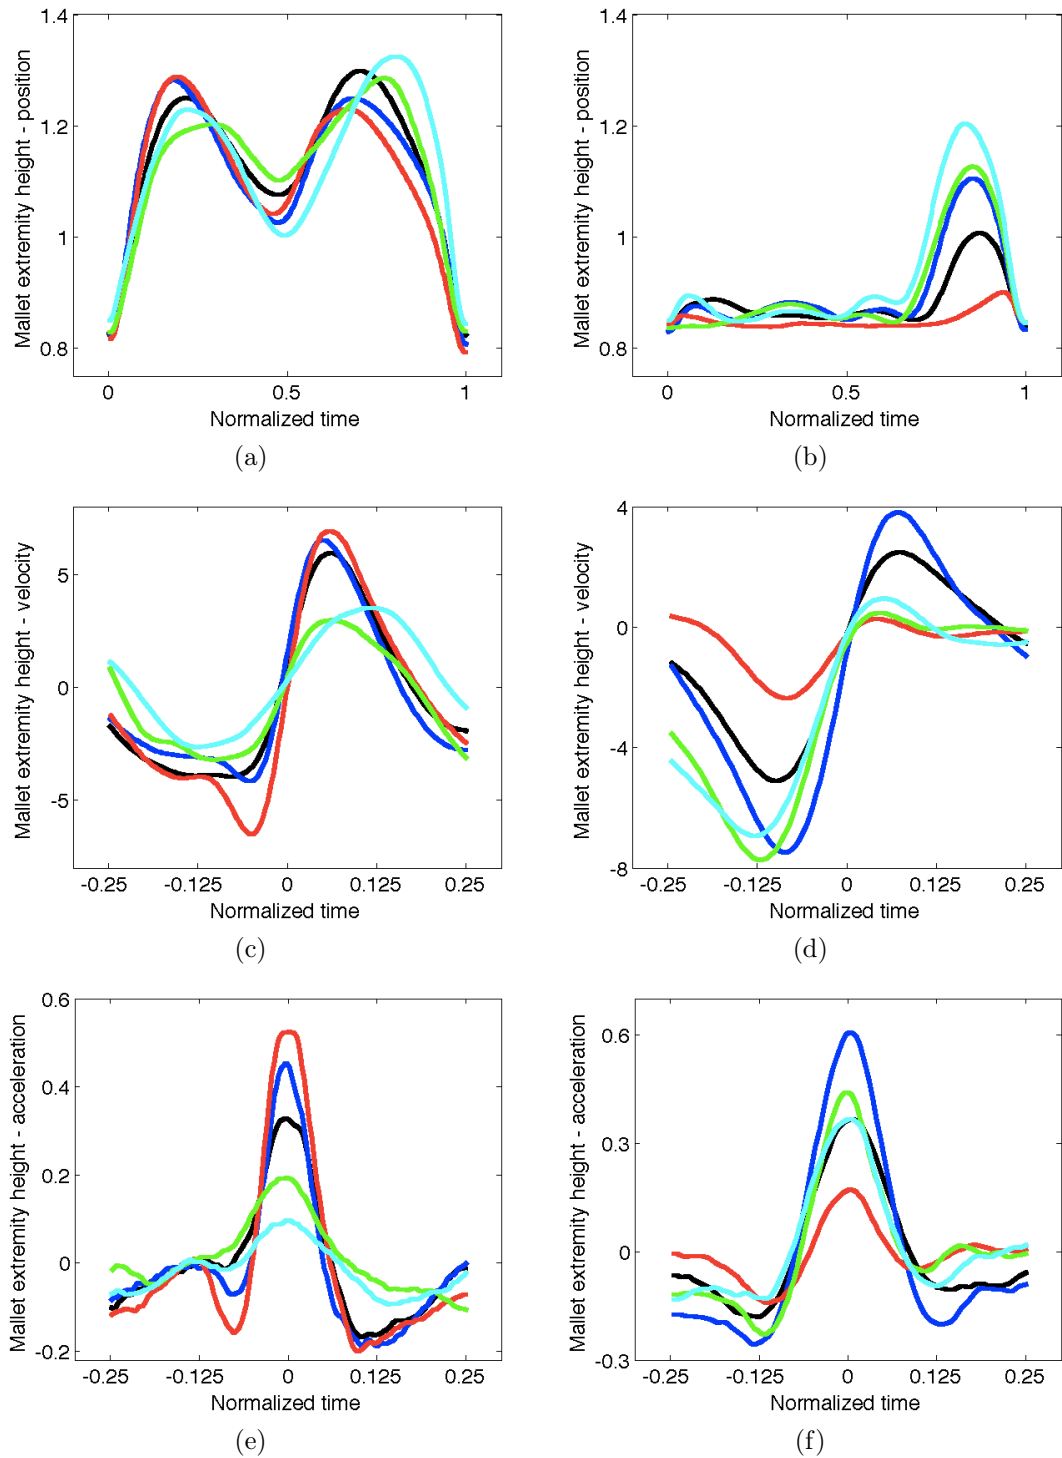 1.4
1.2
1
0.8
Mallet extremity height - position
0
0.5
1
Normalized time
(a)
1.4
1.2
1
0.8
Mallet extremity height - position
0
0.5
1
Normalized time
(b)
5
0
-5
Mallet extremity height - velocity
-0.25
-0.125
0
0.125
0.25
Normalized time
(c)
4
0
-4
-8
Mallet extremity height - velocity
-0.25
-0.125
0
0.125
0.25
Normalized time
(d)
0.6
0.4
0.2
0
-0.2
Mallet extremity height - acceleration
-0.25
-0.125
0
0.125
0.25
Normalized time
(e)
0.6
0.3
0
-0.3
Mallet extremity height - acceleration
-0.25
-0.125
0
0.125
0.25
Normalized time
(f)